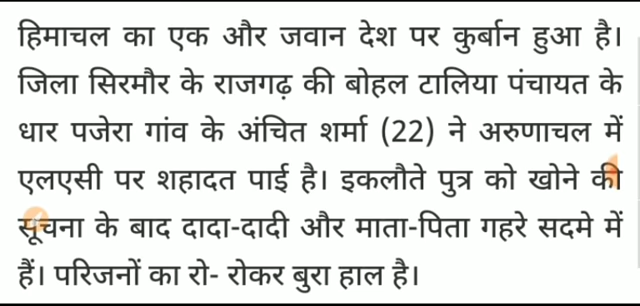 हिमाचल का एक और जवान देश पर कुर्बान हुआ है।
जिला सिरमौर के राजगढ़ की बोहल टालिया पंचायत के
धार पजेरा गांव के अंचित शर्मा (22) ने अरुणाचल में
एलएसी पर शहादत पाई है। इकलौते पुत्र को खोने की
सूचना के बाद दादा-दादी और माता-पिता गहरे सदमे में
हैं। परिजनों का रो- रोकर बुरा हाल है।